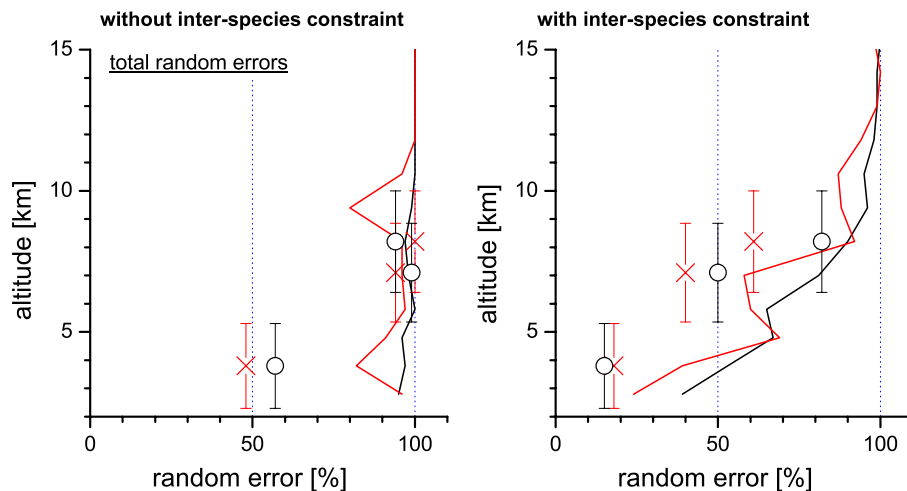 without inter-species constraint
with inter-species constraint
total random errors
15
10
5
altitude [km]
0
50
100
random error [%]
15
10
5
altitude [km]
0
50
100
random error [%]